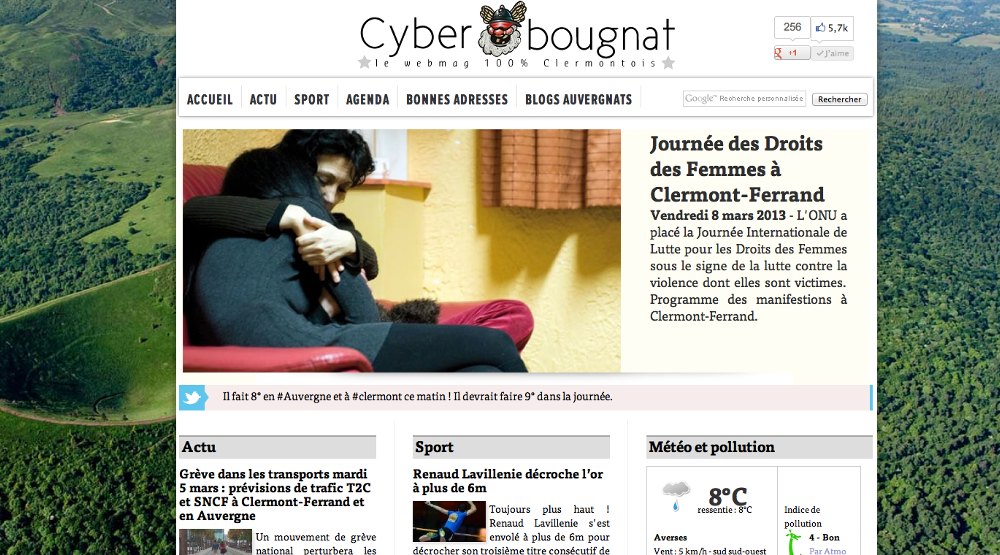 Cyber bougnat
le webmag 100% Clermontois
256
5,7k
+1
J'aime
ACCUEIL
ACTU
SPORT
AGENDA
BONNES ADRESSES
BLOGS AUVERGNATS
Google™ Recherche personnalisée
Rechercher
Journée des Droits
des Femmes à
Clermont-Ferrand
Vendredi 8 mars 2013 - L'ONU a
placé la Journée Internationale de
Lutte pour les Droits des Femmes
sous le signe de la lutte contre la
violence dont elles sont victimes.
Programme des manifestions à
Clermont-Ferrand.
Il fait 8° en #Auvergne et à #clermont ce matin ! Il devrait faire 9° dans la journée.
Actu
Grève dans les transports mardi
5 mars : prévisions de trafic T2C
et SNCF à Clermont-Ferrand et
en Auvergne
Un mouvement de grève
national perturbera les
Sport
Renaud Lavillenie décroche l'or
à plus de 6m
Toujours plus haut !
Renaud Lavillenie s'est
envolé à plus de 6m pour
décrocher son troisième titre consécutif de
Météo et pollution
8°C
ressentie : 8°C
Averses
Vent : 5 km/h - sud sud-ouest
Indice de
pollution
4 - Bon
Par Atmo